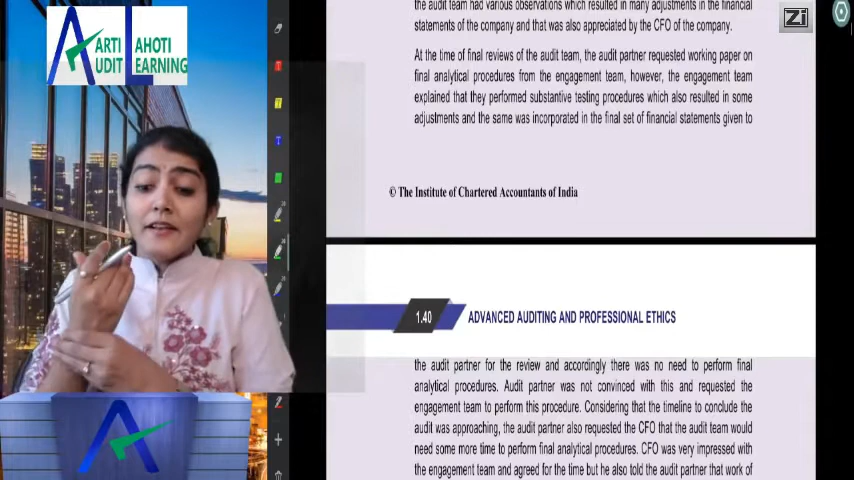 ARTI LAHOTI
AUDIT LEARNING
Zi
the audit team had various observations which resulted in many adjustments in the financial
statements of the company and that was also appreciated by the CFO of the company.
At the time of final reviews of the audit team, the audit partner requested working paper on
final analytical procedures from the engagement team, however, the engagement team
explained that they performed substantive testing procedures which also resulted in some
adjustments and the same was incorporated in the final set of financial statements given to
© The Institute of Chartered Accountants of India
1.40 ADVANCED AUDITING AND PROFESSIONAL ETHICS
the audit partner for the review and accordingly there was no need to perform final
analytical procedures. Audit partner was not convinced with this and requested the
engagement team to perform this procedure. Considering that the timeline to conclude the
audit was approaching, the audit partner also requested the CFO that the audit team would
need some more time to perform final analytical procedures. CFO was very impressed with
the engagement team and agreed for the time but he also told the audit partner that work of